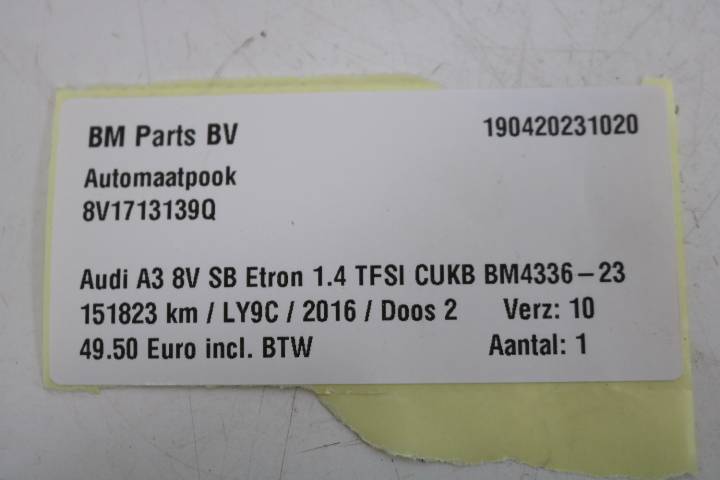 BM Parts BV 190420231020
Automaatpook
8V1713139Q
Audi A3 8V SB Etron 1.4 TFSI CUKB BM4336-23
151823 km / LY9C / 2016 / Doos 2 Verz: 10
49.50 Euro incl. BTW Aantal: 1